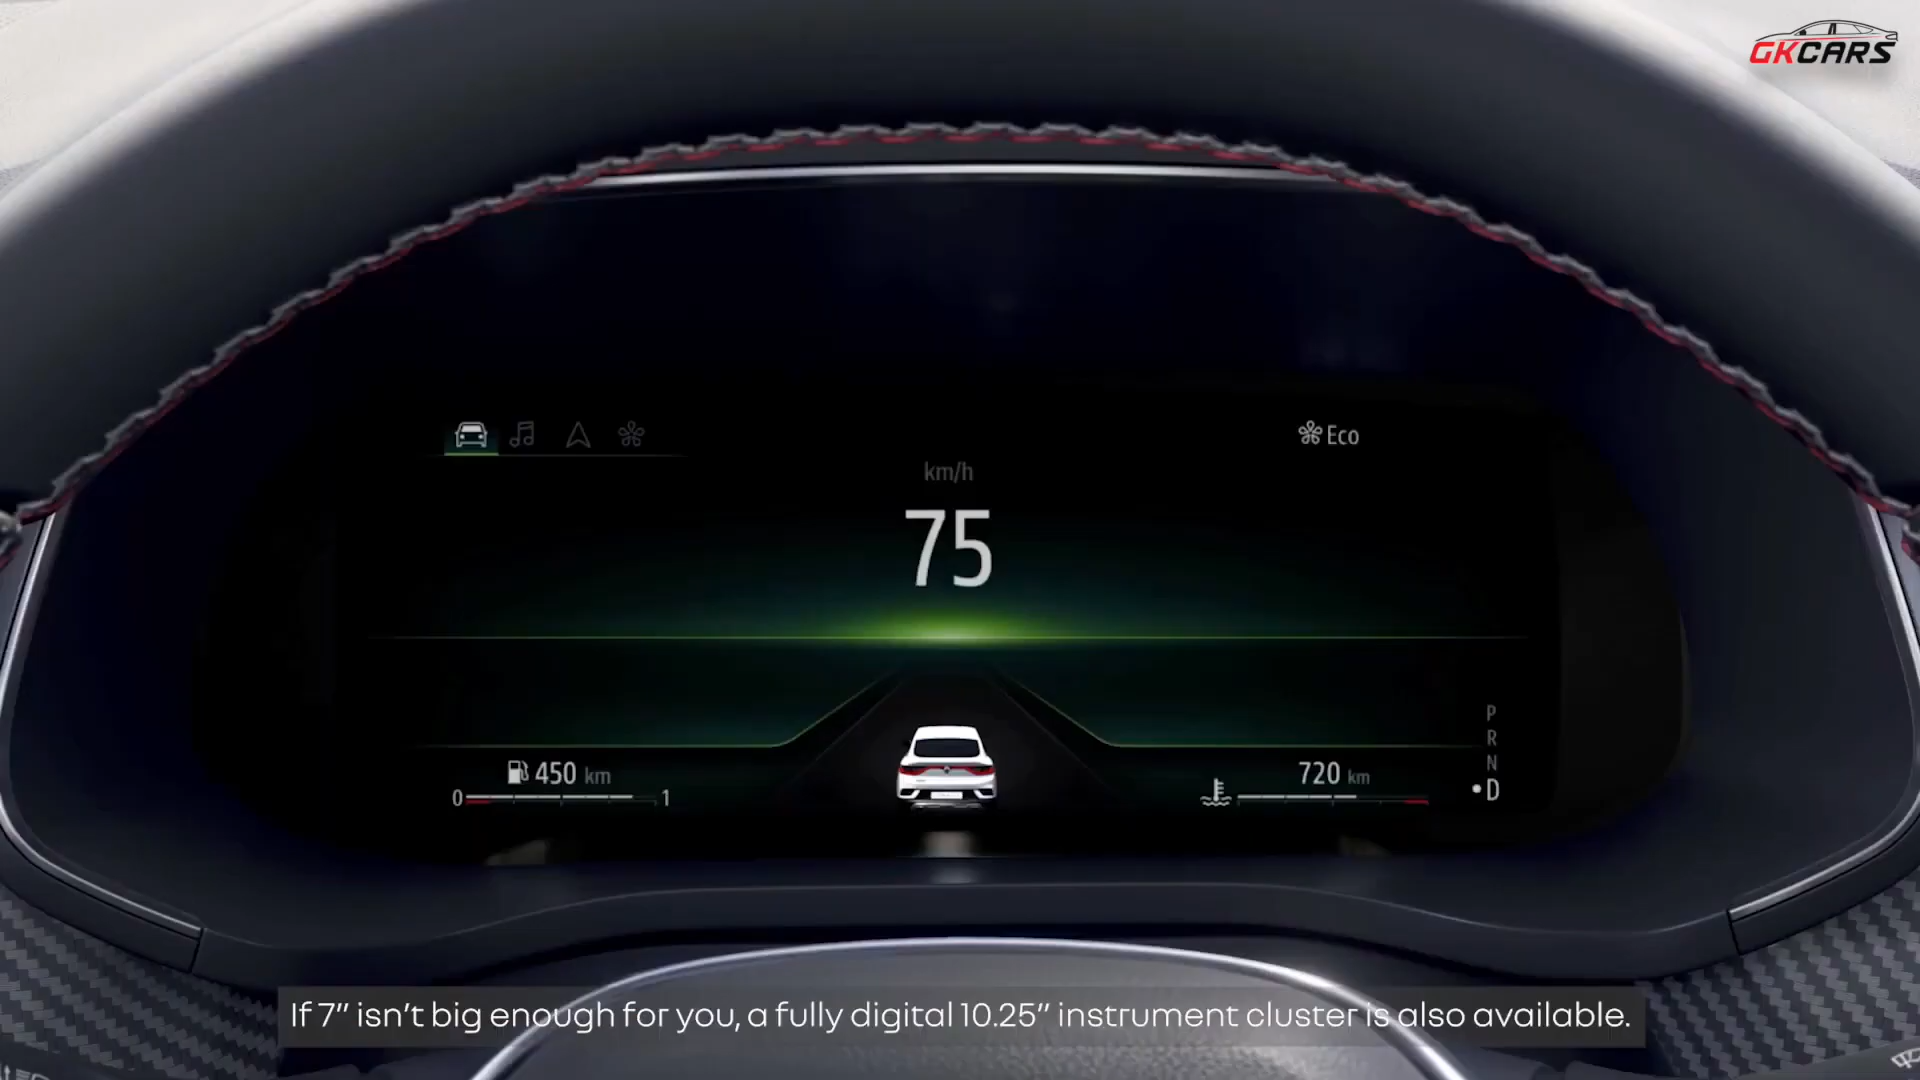 GKCARS
Eco
km/h
75
P
R
N
D
450 km
720 km
0 1
If 7” isn’t big enough for you, a fully digital 10.25” instrument cluster is also available.